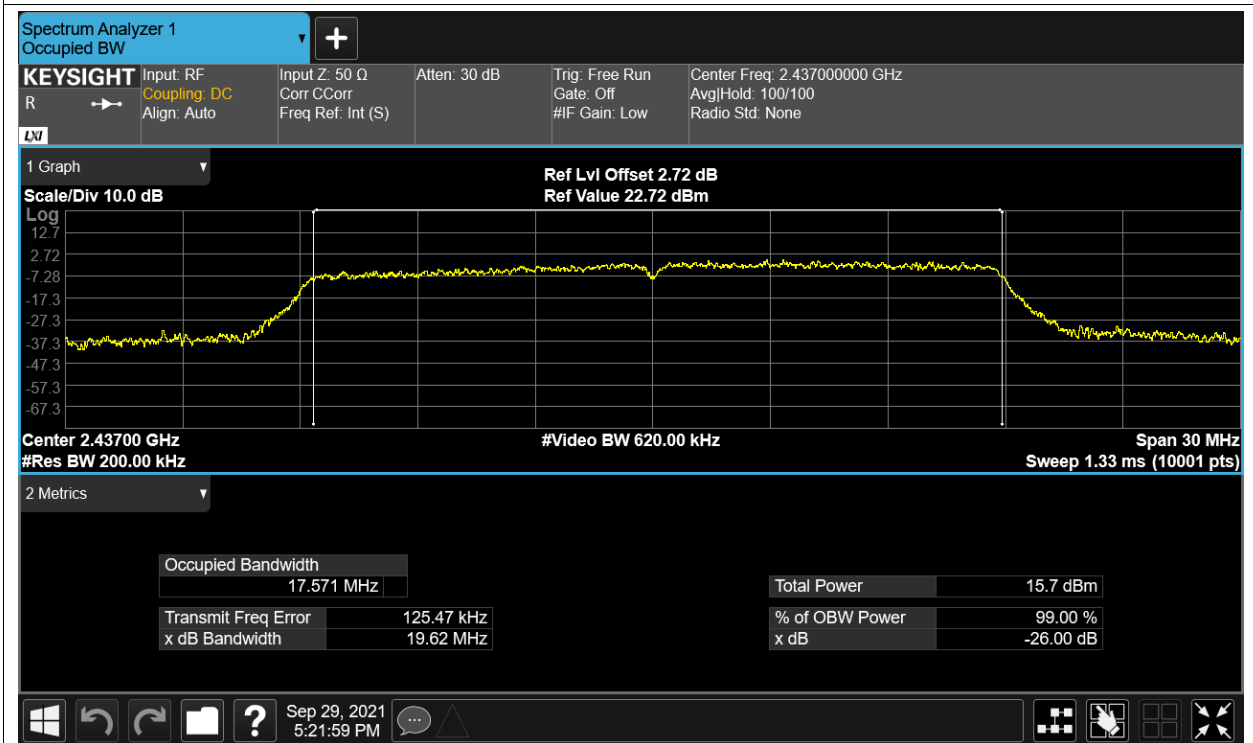 Spectrum Analyzer 1
Occupied BW
KEYSIGHT
R
LXI
Input: RF
Coupling: DC
Align: Auto
Input Z: 50 Ω
Corr CCorr
Freq Ref: Int (S)
Atten: 30 dB
Trig: Free Run
Gate: Off
#IF Gain: Low
Center Freq: 2.437000000 GHz
Avg|Hold: 100/100
Radio Std: None
1 Graph
Scale/Div 10.0 dB
Ref Lvl Offset 2.72 dB
Ref Value 22.72 dBm
Log
12.7
2.72
-7.28
-17.3
-27.3
-37.3
-47.3
-57.3
-67.3
Center 2.43700 GHz
#Res BW 200.00 kHz
#Video BW 620.00 kHz
Span 30 MHz
Sweep 1.33 ms (10001 pts)
2 Metrics
Occupied Bandwidth
17.571 MHz
Transmit Freq Error 125.47 kHz
x dB Bandwidth 19.62 MHz
Total Power 15.7 dBm
% of OBW Power 99.00 %
x dB -26.00 dB
?
Sep 29, 2021
5:21:59 PM